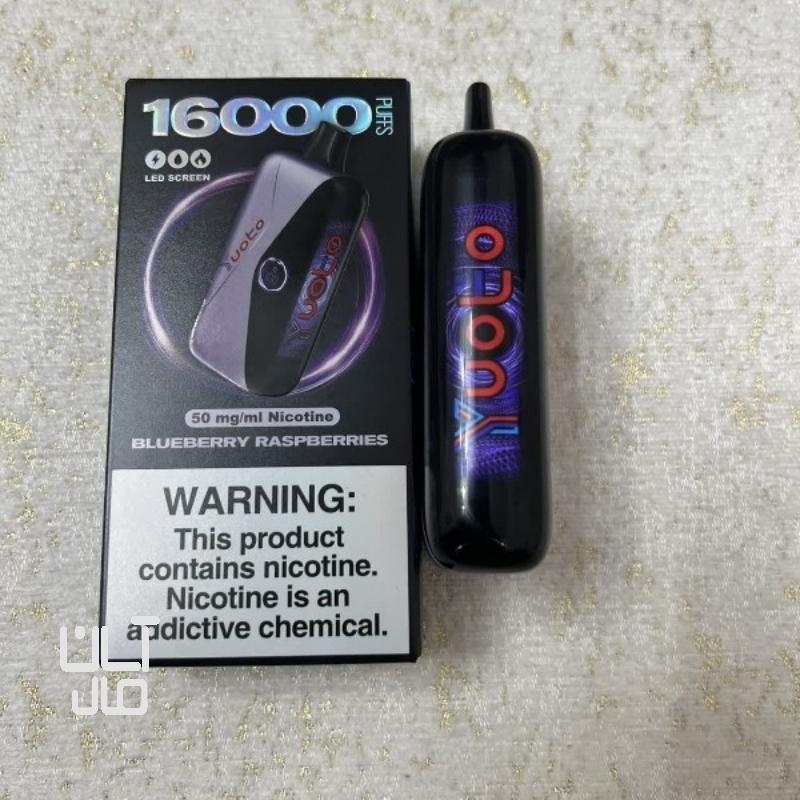 16000 PUFFS
LED SCREEN
Yuoto
YUOTO
50 mg/ml Nicotine
BLUEBERRY RASPBERRIES
WARNING:
This product
contains nicotine.
Nicotine is an
addictive chemical.
YUOTO